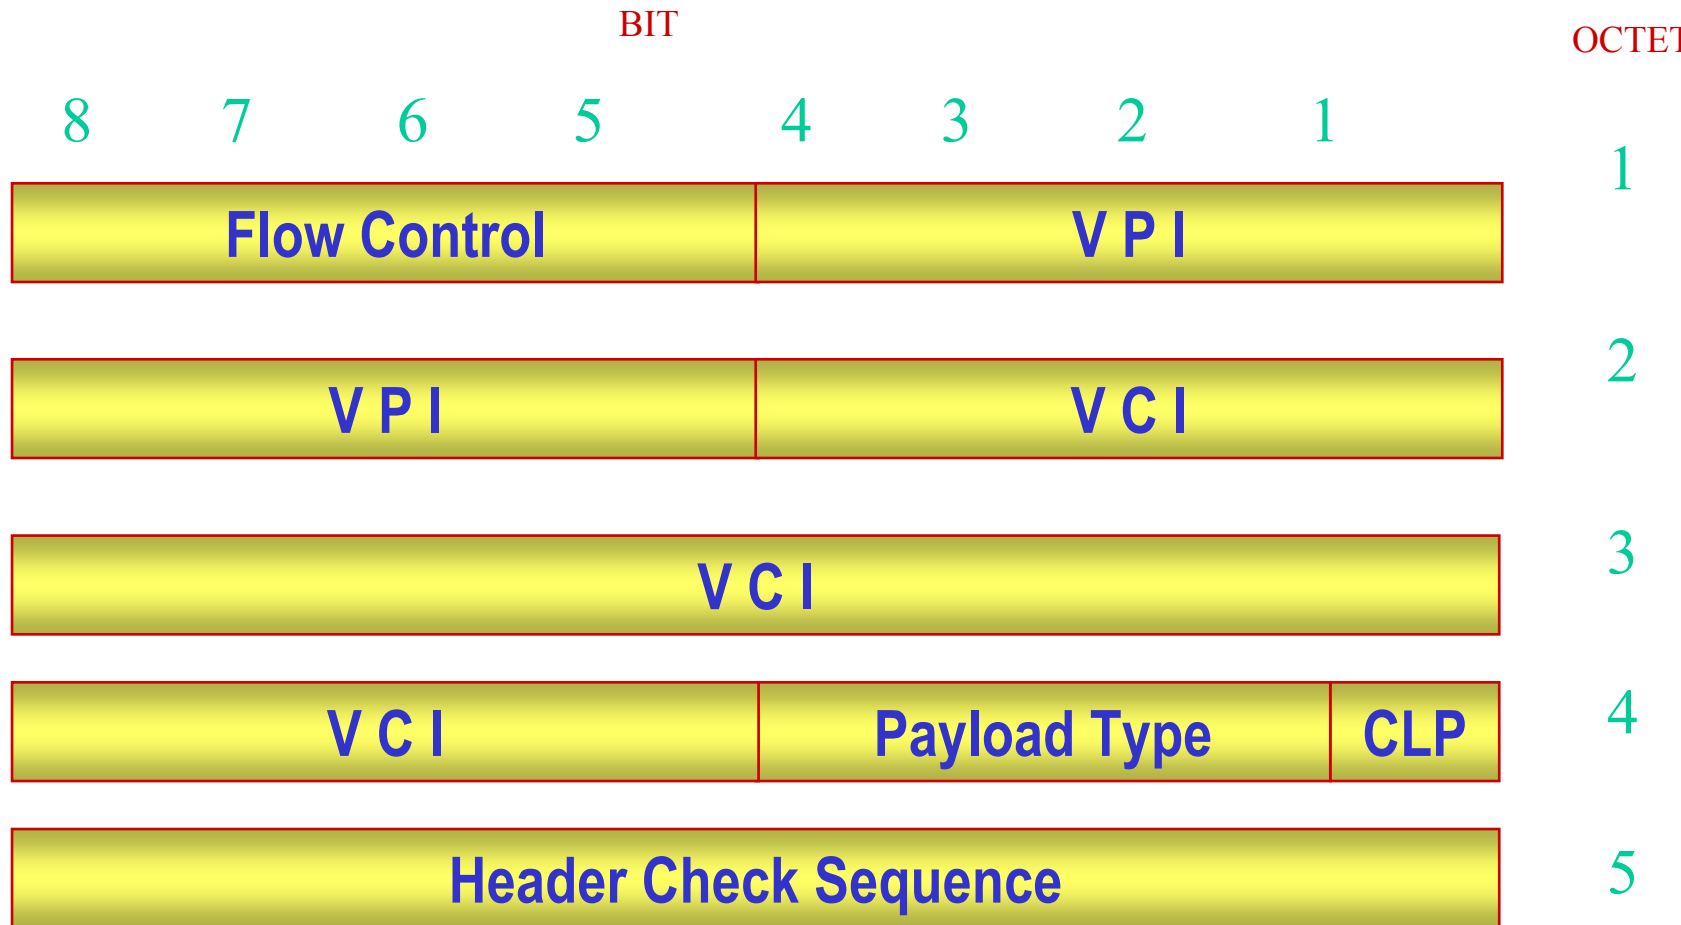 BIT
OCTET
8 7 6 5 4 3 2 1
1
Flow Control V P I
2
V P I V C I
3
V C I
4
V C I Payload Type CLP
5
Header Check Sequence